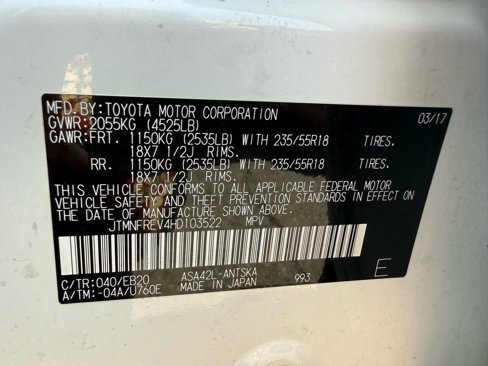 MFD.BY:TOYOTA MOTOR CORPORATION 03/17
GVWR:2055KG (4525LB)
GAWR:FRT. 1150KG (2535LB) WITH 235/55R18 TIRES.
18X7 1/2J RIMS.
RR. 1150KG (2535LB) WITH 235/55R18 TIRES.
18X7 1/2J RIMS.
THIS VEHICLE CONFORMS TO ALL APPLICABLE FEDERAL MOTOR
VEHICLE SAFETY AND THEFT PREVENTION STANDARDS IN EFFECT ON
THE DATE OF MANUFACTURE SHOWN ABOVE.
JTMNFREV4HD103522 MPV
C/TR:040/EB20 ASA42L-ANTSKA 993 E
A/TM:-04A/U760E MADE IN JAPAN